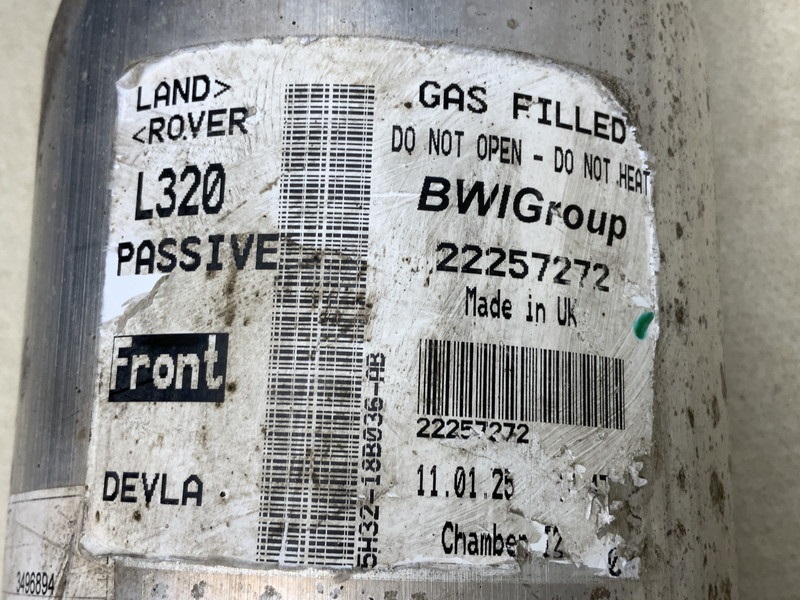 LAND>
<ROVER
L320
PASSIVE
Front
DEVLA
5H32-18B036-AB
GAS FILLED
DO NOT OPEN - DO NOT HEAT
BWIGroup
22257272
Made in UK
22257272
11.01.25
Chamber
3496894